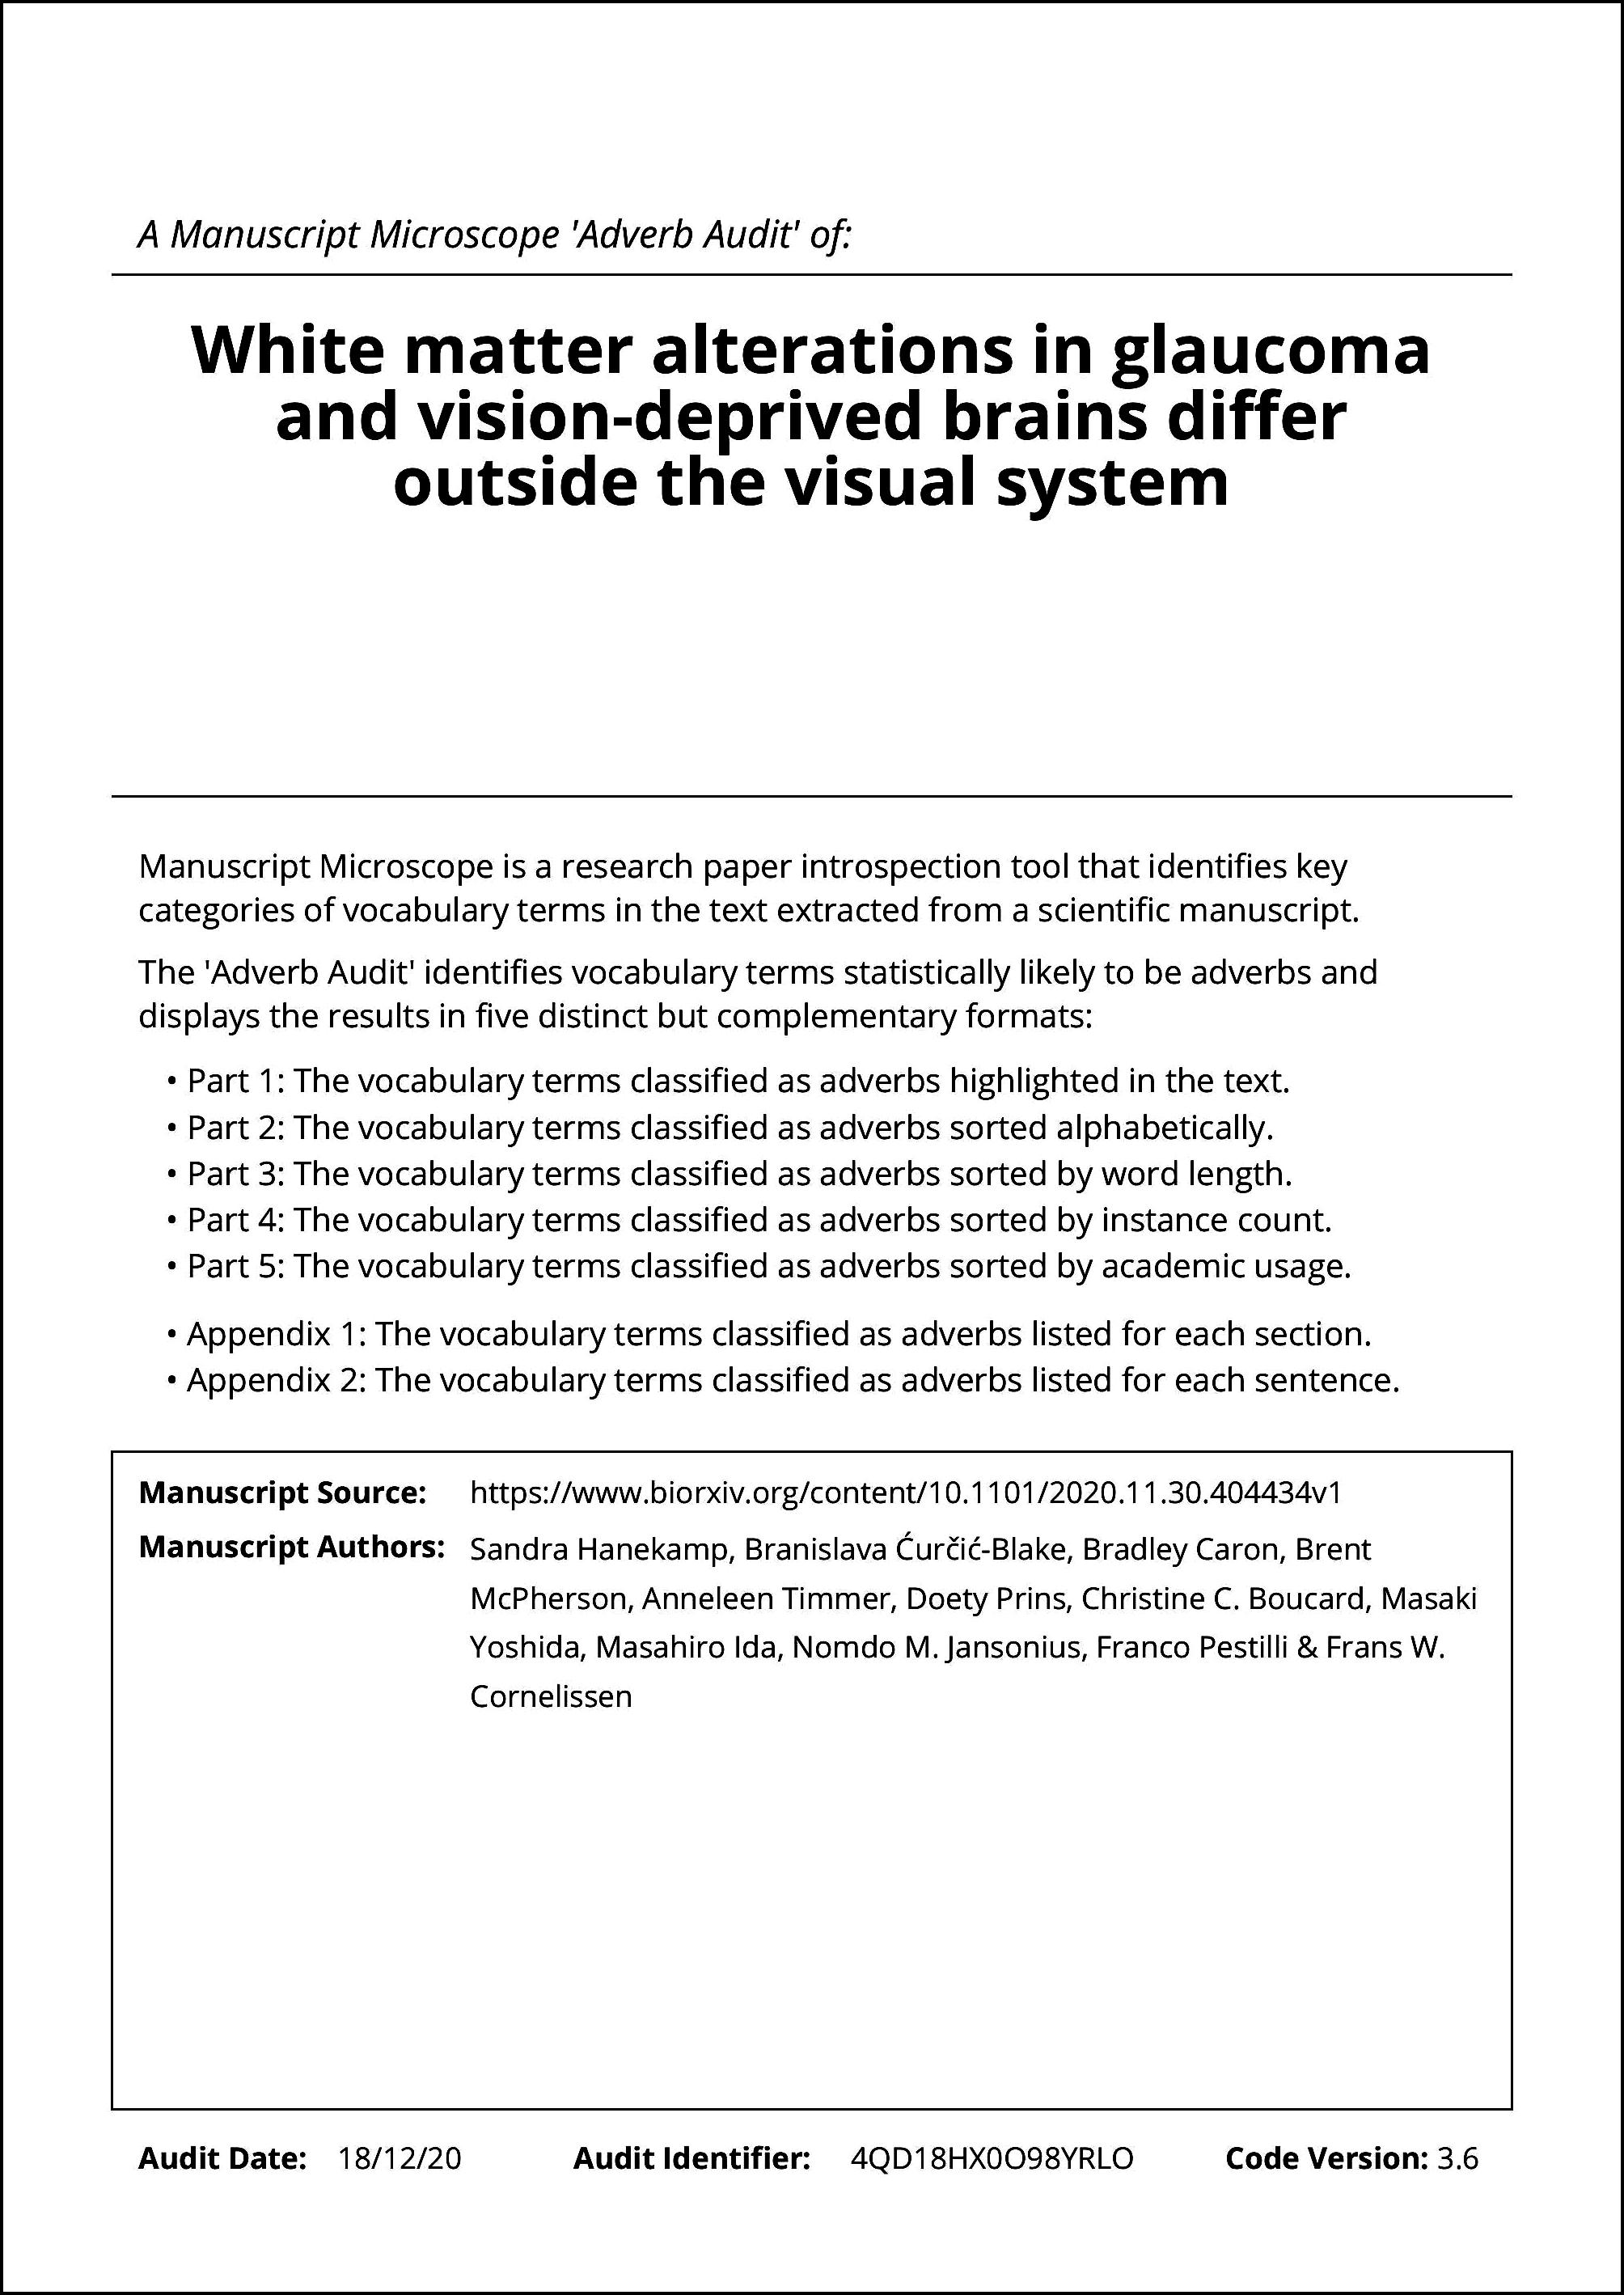 A Manuscript Microscope 'Adverb Audit' of:
White matter alterations in glaucoma
and vision-deprived brains differ
outside the visual system
Manuscript Microscope is a research paper introspection tool that identifies key
categories of vocabulary terms in the text extracted from a scientific manuscript.
The 'Adverb Audit' identifies vocabulary terms statistically likely to be adverbs and
displays the results in five distinct but complementary formats:
• Part 1: The vocabulary terms classified as adverbs highlighted in the text.
• Part 2: The vocabulary terms classified as adverbs sorted alphabetically.
• Part 3: The vocabulary terms classified as adverbs sorted by word length.
• Part 4: The vocabulary terms classified as adverbs sorted by instance count.
• Part 5: The vocabulary terms classified as adverbs sorted by academic usage.
• Appendix 1: The vocabulary terms classified as adverbs listed for each section.
• Appendix 2: The vocabulary terms classified as adverbs listed for each sentence.
Manuscript Source: https://www.biorxiv.org/content/10.1101/2020.11.30.404434v1
Manuscript Authors: Sandra Hanekamp, Branislava Ćurčić-Blake, Bradley Caron, Brent
McPherson, Anneleen Timmer, Doety Prins, Christine C. Boucard, Masaki
Yoshida, Masahiro Ida, Nomdo M. Jansonius, Franco Pestilli & Frans W.
Cornelissen
Audit Date: 18/12/20 Audit Identifier: 4QD18HX0O98YRLO Code Version: 3.6